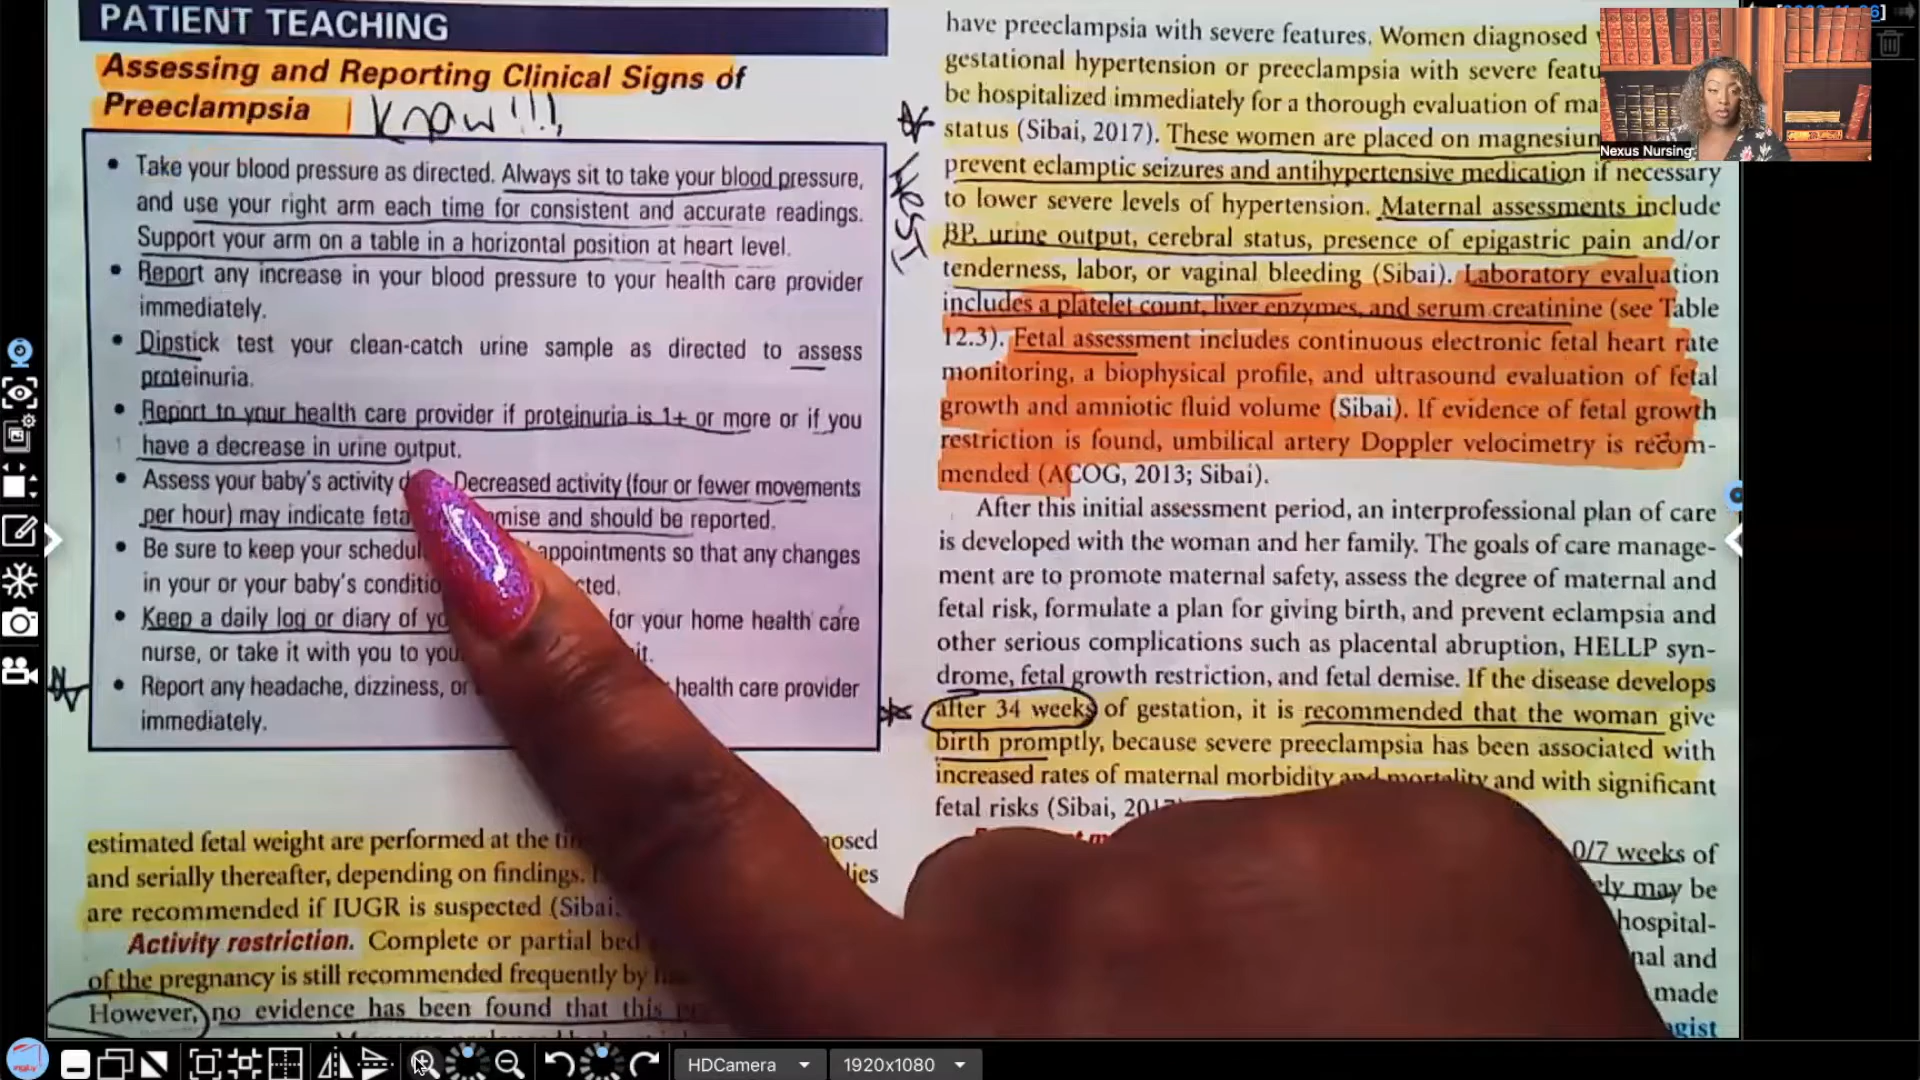 PATIENT TEACHING
Assessing and Reporting Clinical Signs of
Preeclampsia Know!!!!
• Take your blood pressure as directed. Always sit to take your blood pressure,
and use your right arm each time for consistent and accurate readings.
Support your arm on a table in a horizontal position at heart level.
• Report any increase in your blood pressure to your health care provider
immediately.
• Dipstick test your clean-catch urine sample as directed to assess
proteinuria.
• Report to your health care provider if proteinuria is 1+ or more or if you
have a decrease in urine output.
• Assess your baby's activity Decreased activity (four or fewer movements
per hour) may indicate and should be reported.
• Be sure to keep your appointments so that any changes
in your or your baby's
• Keep a daily log or diary of for your home health care
nurse, or take it with you to
• Report any headache, dizziness, or health care provider
immediately.
estimated fetal weight are performed at the
and serially thereafter, depending on findings.
are recommended if IUGR is suspected (Sibai,
Activity restriction. Complete or partial bed
of the pregnancy is still recommended frequently by
However, no evidence has been found that this
have preeclampsia with severe features. Women diagnosed
gestational hypertension or preeclampsia with severe
be hospitalized immediately for a thorough evaluation of
status (Sibai, 2017). These women are placed on magnesium
prevent eclamptic seizures and antihypertensive medication if necessary
to lower severe levels of hypertension. Maternal assessments include
BP, urine output, cerebral status, presence of epigastric pain and/or
tenderness, labor, or vaginal bleeding (Sibai). Laboratory evaluation
includes a platelet count, liver enzymes, and serum creatinine (see Table
12.3). Fetal assessment includes continuous electronic fetal heart rate
monitoring, a biophysical profile, and ultrasound evaluation of fetal
growth and amniotic fluid volume (Sibai). If evidence of fetal growth
restriction is found, umbilical artery Doppler velocimetry is recom-
mended (ACOG, 2013; Sibai).
After this initial assessment period, an interprofessional plan of care
is developed with the woman and her family. The goals of care manage-
ment are to promote maternal safety, assess the degree of maternal and
fetal risk, formulate a plan for giving birth, and prevent eclampsia and
other serious complications such as placental abruption, HELLP syn-
drome, fetal growth restriction, and fetal demise. If the disease develops
after 34 weeks of gestation, it is recommended that the woman give
birth promptly, because severe preeclampsia has been associated with
increased rates of maternal morbidity and mortality and with significant
fetal risks (Sibai,
0/7 weeks of
may be
hospital-
and
made
Nexus Nursing
HDCamera
1920x1080